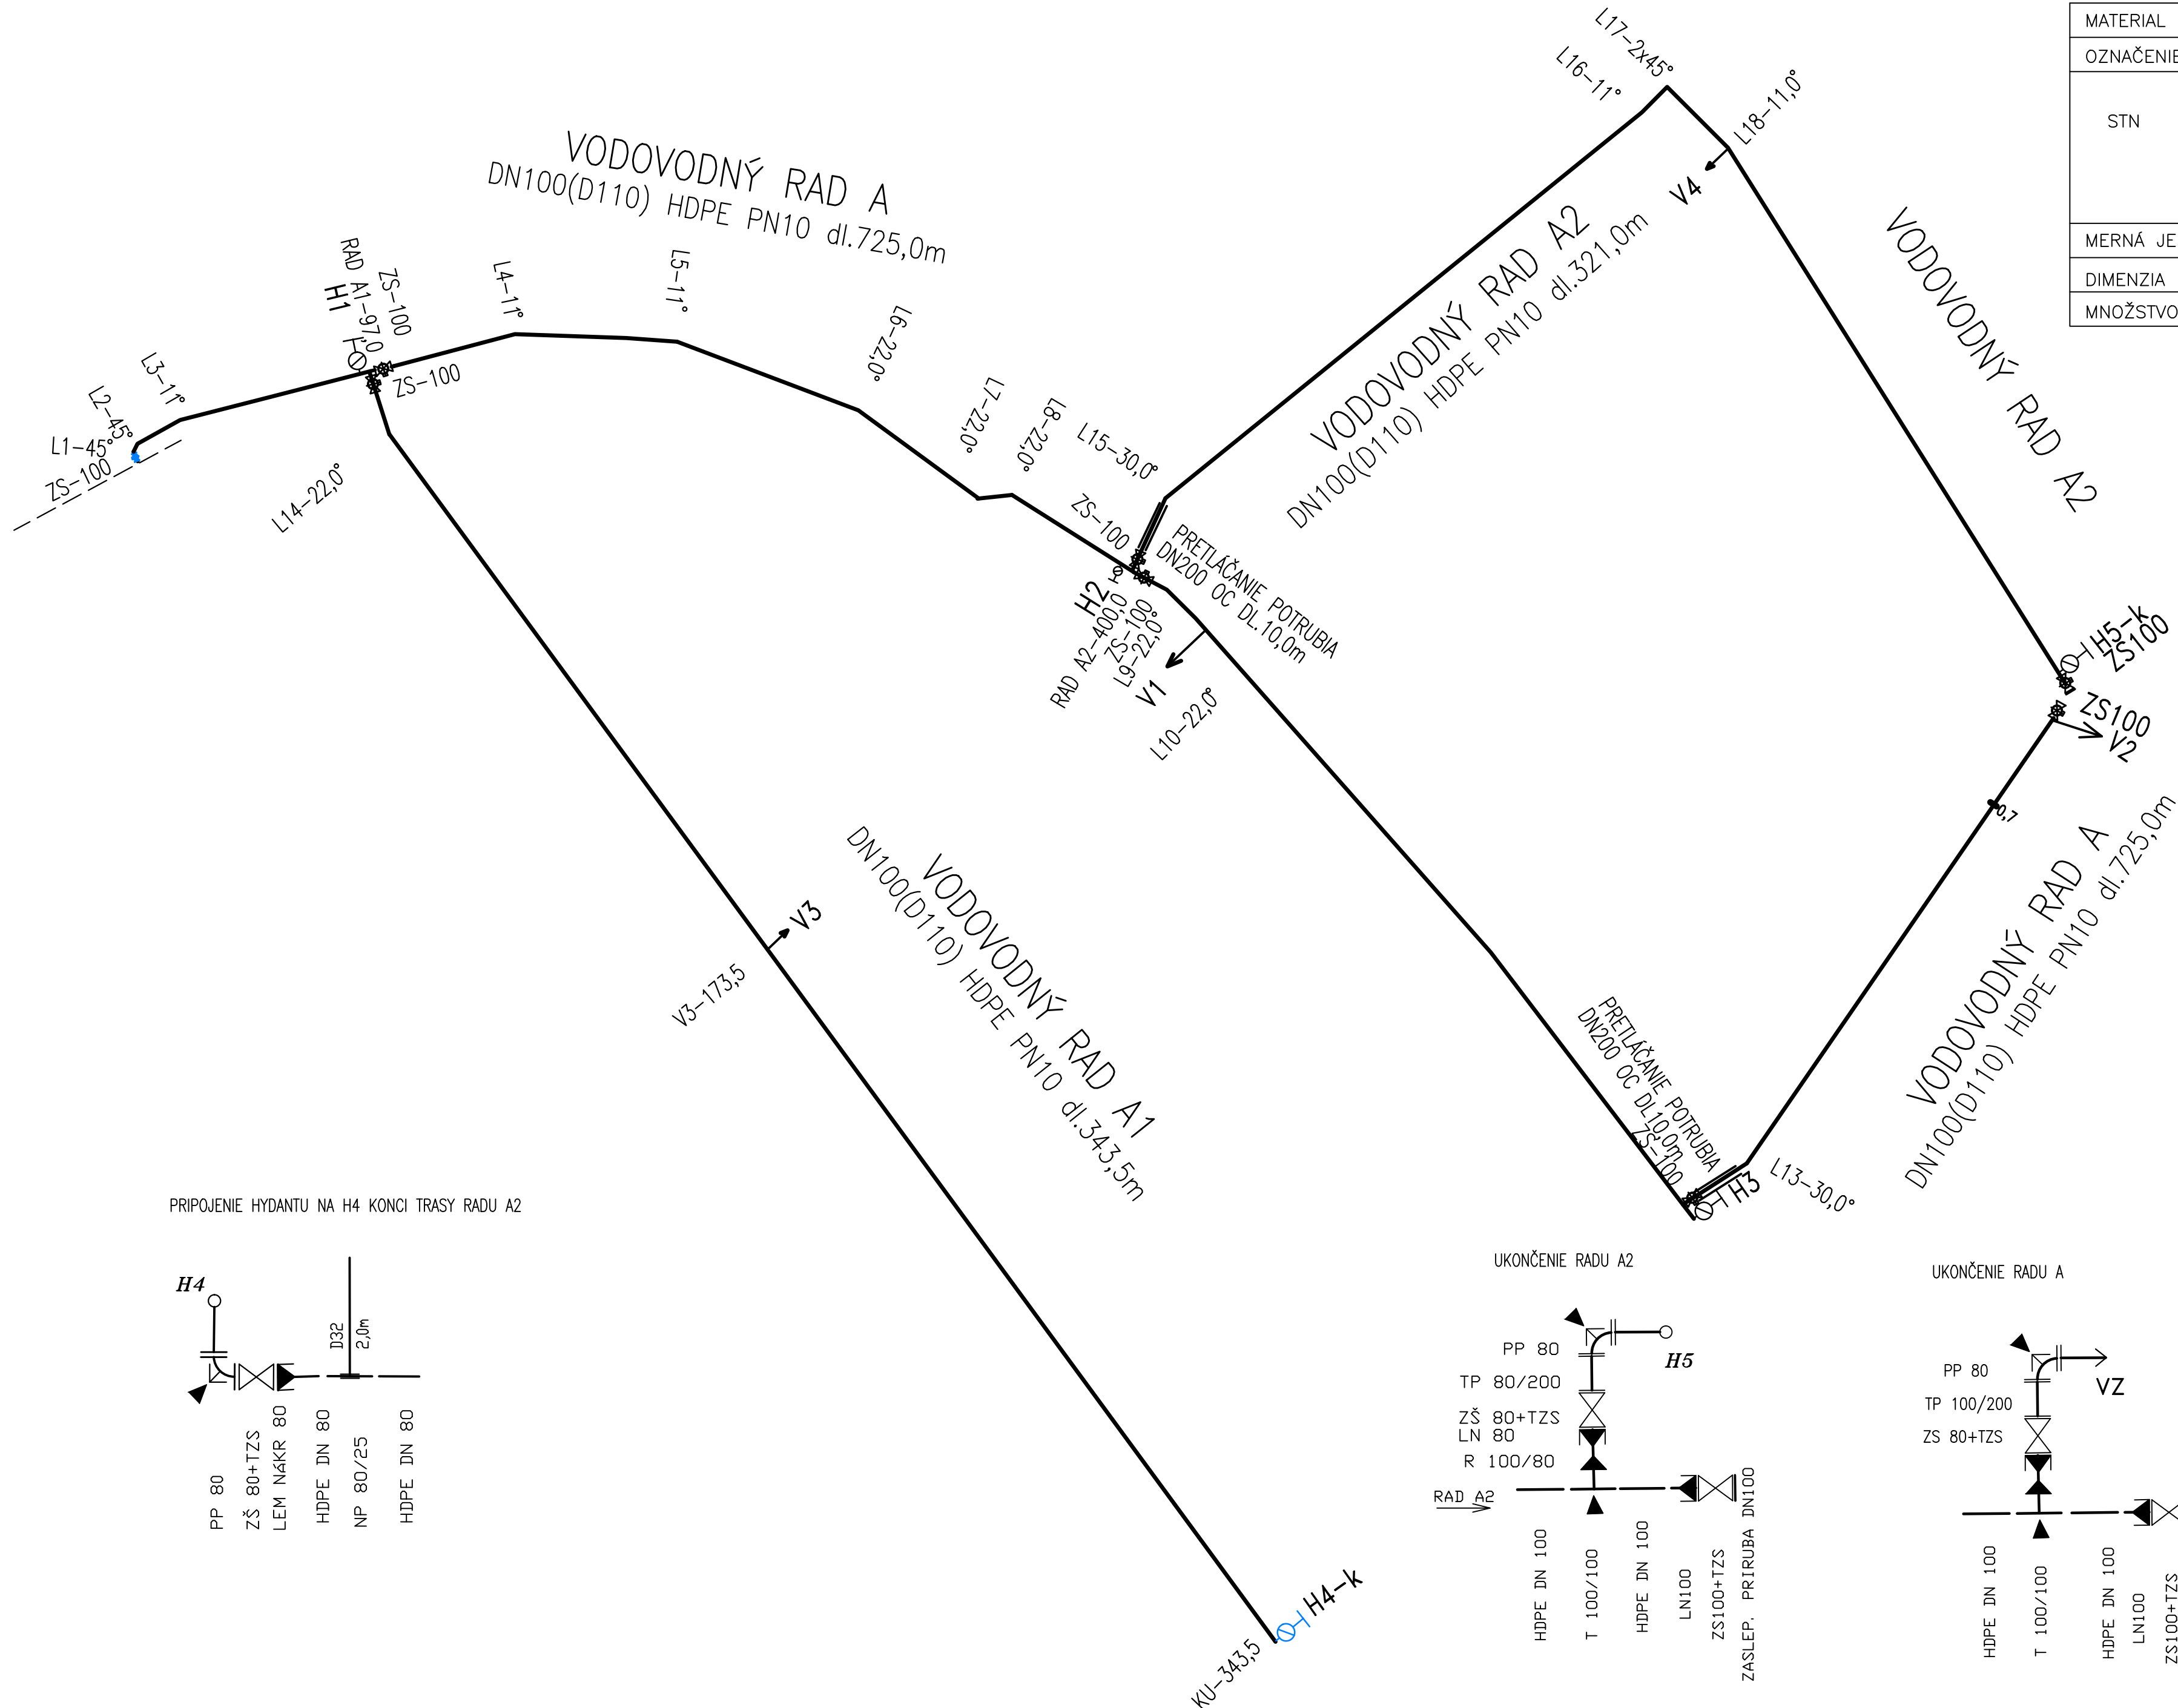 MATERIAL
OZNAČENIE
STN
MERNÁ JE
DIMENZIA
MNOŽSTVO
VODOVODNÝ RAD A
DN100(D110) HDPE PN10 dl.725,0m
RAD A1-97,0
H1
ZS-100
ZS-100
L4-11°
L5-11°
L3-11°
L2-45°
L1-45°
ZS-100
L14-22,0°
L6-22,0°
L7-22,0°
L8-22,0°
L15-30,0°
ZS-100
L16-11°
L17-2x45°
L18-11,0°
V4
VODOVODNÝ RAD A2
DN100(D110) HDPE PN10 dl.321,0m
VODOVODNÝ RAD A2
PRETLÁČANIE POTRUBIA
DN200 OC DL.10,0m
H2
RAD A2-400,0
ZS-100
L9-22,0°
V1
L10-22,0°
H5-k
ZS100
ZS100
V2
0,7
VODOVODNÝ RAD A
DN100(D110) HDPE PN10 dl.725,0m
V3
V3-173,5
VODOVODNÝ RAD A1
DN100(D110) HDPE PN10 dl.343,5m
PRETLÁČANIE POTRUBIA
DN200 OC DL10,0m
ZS-100
H3
L13-30,0°
H4-k
KU-343,5
PRIPOJENIE HYDANTU NA H4 KONCI TRASY RADU A2
H4
D32
2,0m
PP 80
ZŠ 80+TZS
LEM NáKR 80
HDPE DN 80
NP 80/25
HDPE DN 80
UKONČENIE RADU A2
PP 80
TP 80/200
ZŠ 80+TZS
LN 80
R 100/80
RAD A2
H5
HDPE DN 100
T 100/100
HDPE DN 100
LN100
ZS100+TZS
ZASLEP. PRIRUBA DN100
UKONČENIE RADU A
PP 80
TP 100/200
ZS 80+TZS
VZ
HDPE DN 100
T 100/100
HDPE DN 100
LN100
ZS100+TZS